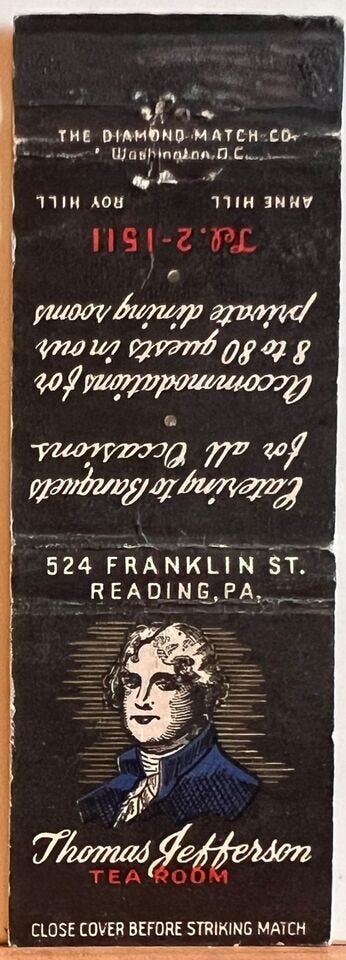 THE DIAMOND MATCH CO.
Washington, D.C.
Catering to Banquets
for all Occasions
Accommodations for
8 to 80 guests in our
private dining rooms
Tel. 2-1511
ANNE HILL ROY HILL
524 FRANKLIN ST.
READING, PA.
Thomas Jefferson
TEA ROOM
CLOSE COVER BEFORE STRIKING MATCH